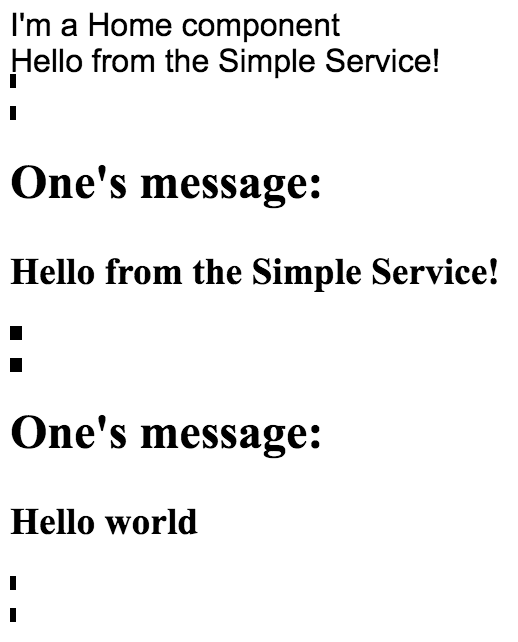 I'm a Home component
Hello from the Simple Service!
One's message:
Hello from the Simple Service!
One's message:
Hello world